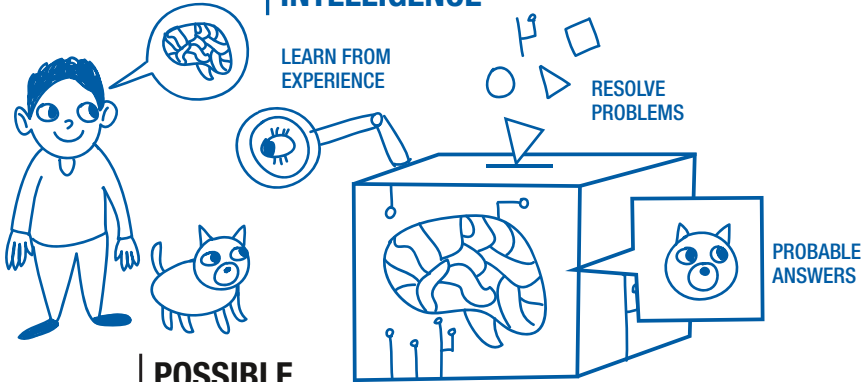 INTELLIGENCE
LEARN FROM
EXPERIENCE
RESOLVE
PROBLEMS
PROBABLE
ANSWERS
POSSIBLE